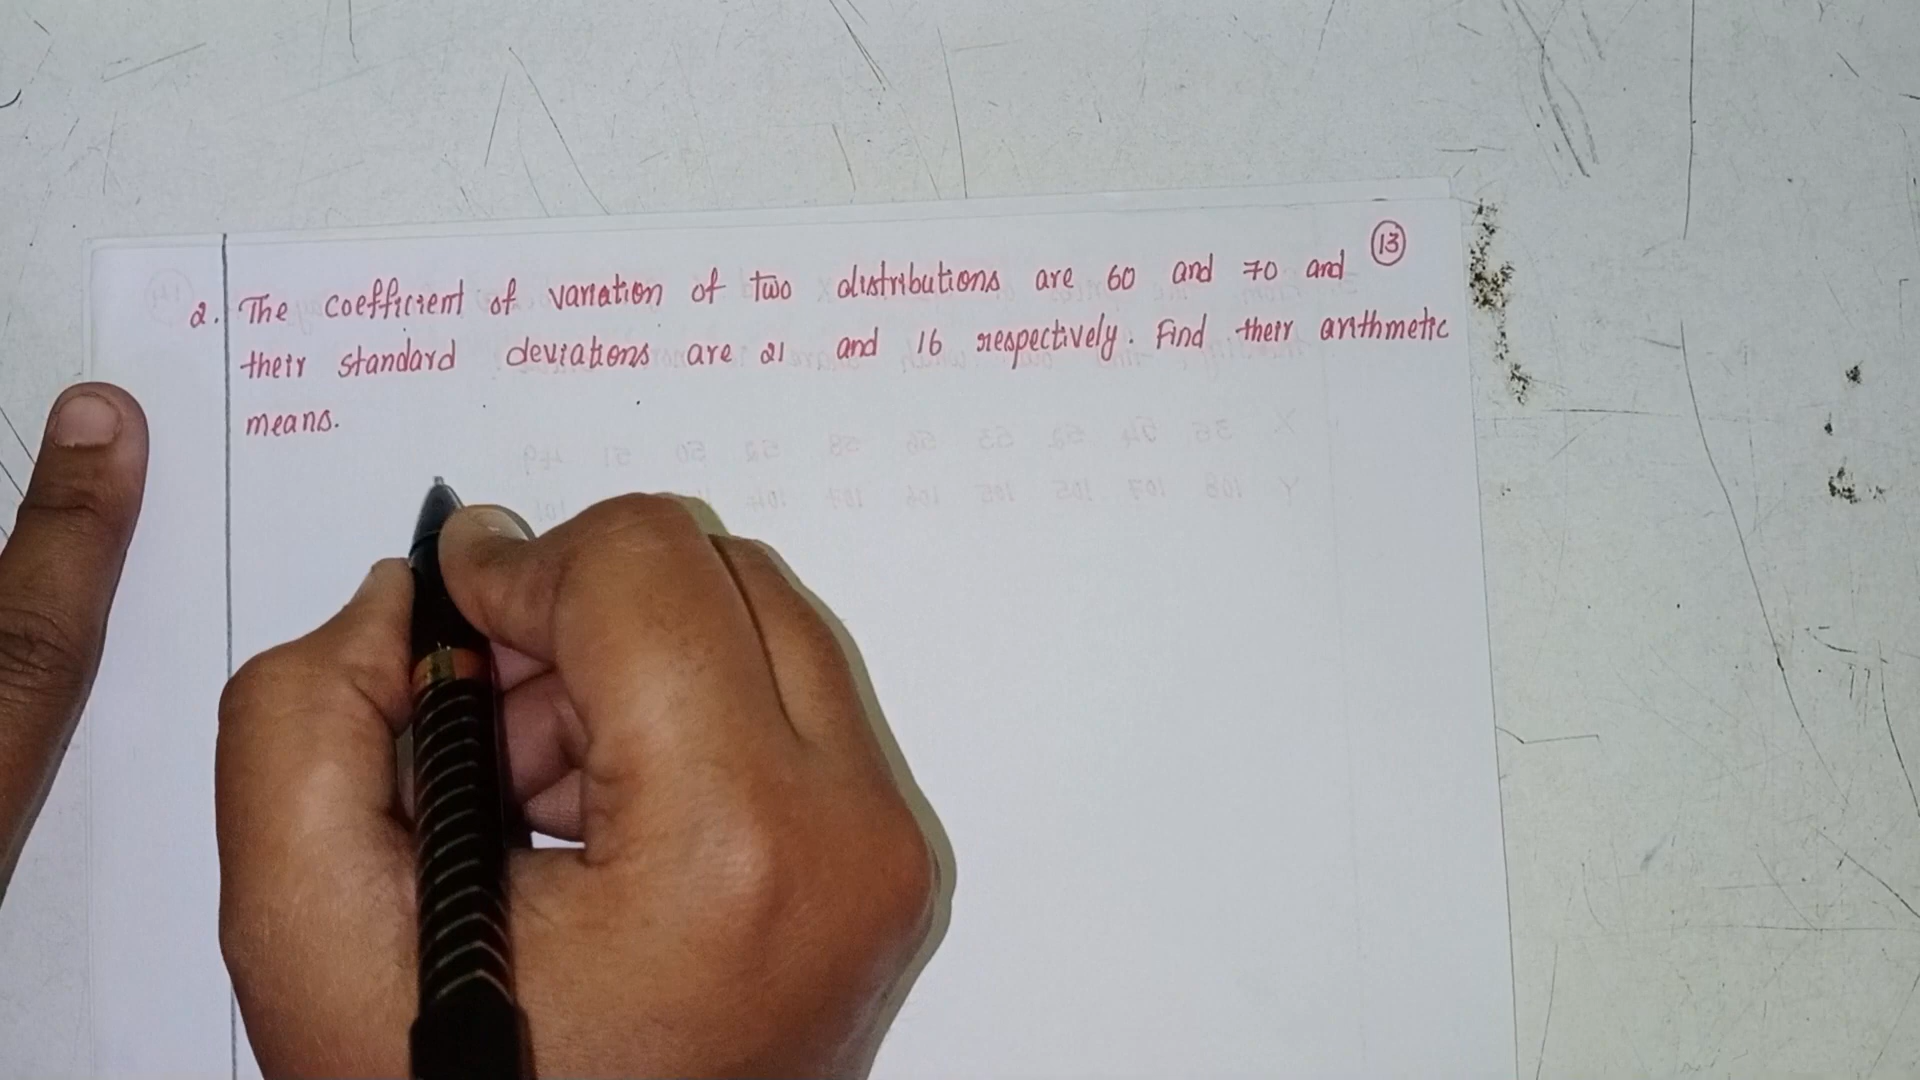 13
2. The coefficient of variation of two distributions are 60 and 70 and
their standard deviations are 21 and 16 respectively. Find their arithmetic
means.